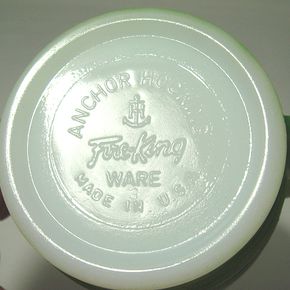 ANCHOR HOCKING
Fire-King
WARE
MADE IN U.S.A.